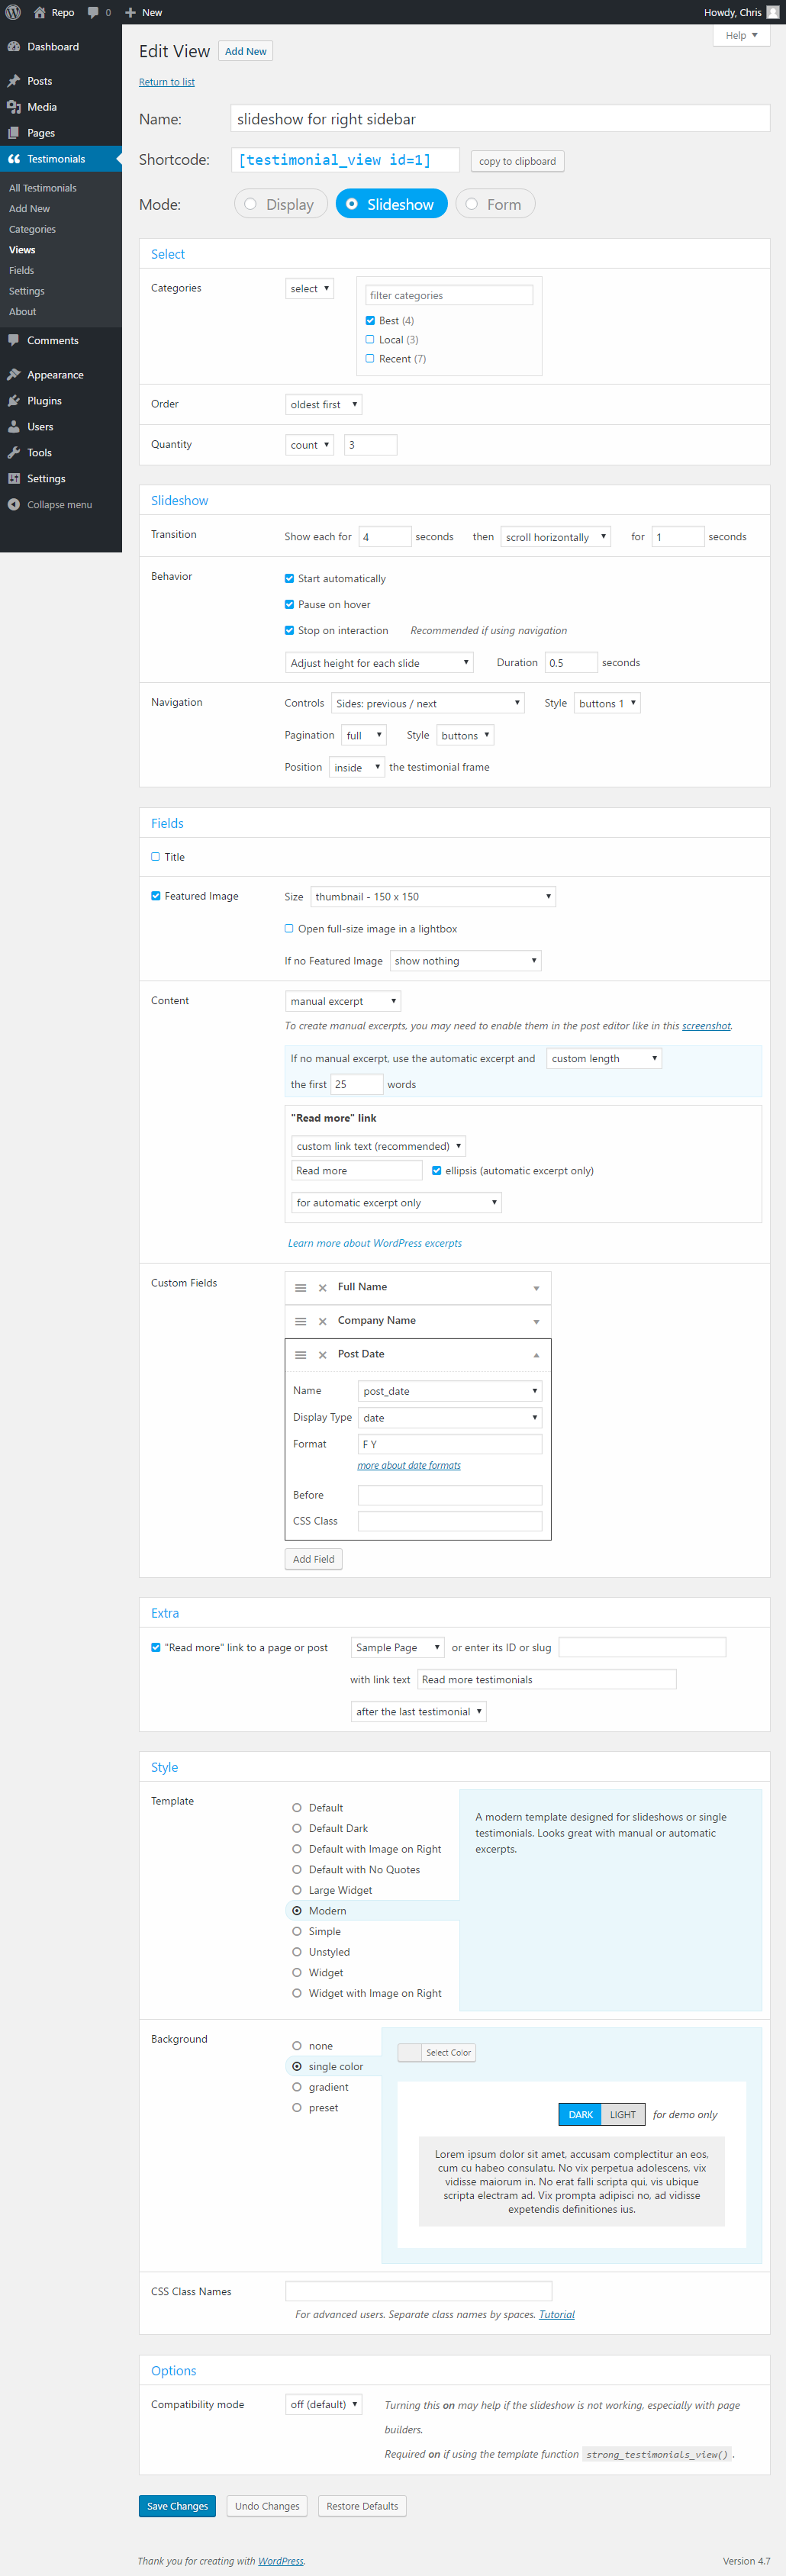 Repo 0 New Howdy, Chris
Help
Dashboard
Posts
Media
Pages
Testimonials
All Testimonials
Add New
Categories
Views
Fields
Settings
About
Comments
Appearance
Plugins
Users
Tools
Settings
Collapse menu
Edit View Add New
Return to list
Name: slideshow for right sidebar
Shortcode: [testimonial_view id=1] copy to clipboard
Mode: Display Slideshow Form
Select
Categories select filter categories
Best (4)
Local (3)
Recent (7)
Order oldest first
Quantity count 3
Slideshow
Transition Show each for 4 seconds then scroll horizontally for 1 seconds
Behavior Start automatically
Pause on hover
Stop on interaction Recommended if using navigation
Adjust height for each slide Duration 0.5 seconds
Navigation Controls Sides: previous / next Style buttons 1
Pagination full Style buttons
Position inside the testimonial frame
Fields
Title
Featured Image Size thumbnail - 150 x 150
Open full-size image in a lightbox
If no Featured Image show nothing
Content manual excerpt
To create manual excerpts, you may need to enable them in the post editor like in this screenshot.
If no manual excerpt, use the automatic excerpt and custom length
the first 25 words
"Read more" link
custom link text (recommended)
Read more ellipsis (automatic excerpt only)
for automatic excerpt only
Learn more about WordPress excerpts
Custom Fields Full Name
Company Name
Post Date
Name post_date
Display Type date
Format F Y
more about date formats
Before
CSS Class
Add Field
Extra
"Read more" link to a page or post Sample Page or enter its ID or slug
with link text Read more testimonials
after the last testimonial
Style
Template
Default
Default Dark
Default with Image on Right
Default with No Quotes
Large Widget
Modern
Simple
Unstyled
Widget
Widget with Image on Right
A modern template designed for slideshows or single
testimonials. Looks great with manual or automatic
excerpts.
Background
none
single color
gradient
preset
Select Color
DARK LIGHT for demo only
Lorem ipsum dolor sit amet, accusam complectitur an eos,
cum cu habeo consulatu. No vix perpetua adolescens, vix
vidisse maiorum in. No erat falli scripta qui, vis ubique
scripta electram ad. Vix prompta adipisci no, ad vidisse
expetendis definitiones ius.
CSS Class Names
For advanced users. Separate class names by spaces. Tutorial
Options
Compatibility mode off (default) Turning this on may help if the slideshow is not working, especially with page
builders.
Required on if using the template function strong_testimonials_view() .
Save Changes Undo Changes Restore Defaults
Thank you for creating with WordPress. Version 4.7